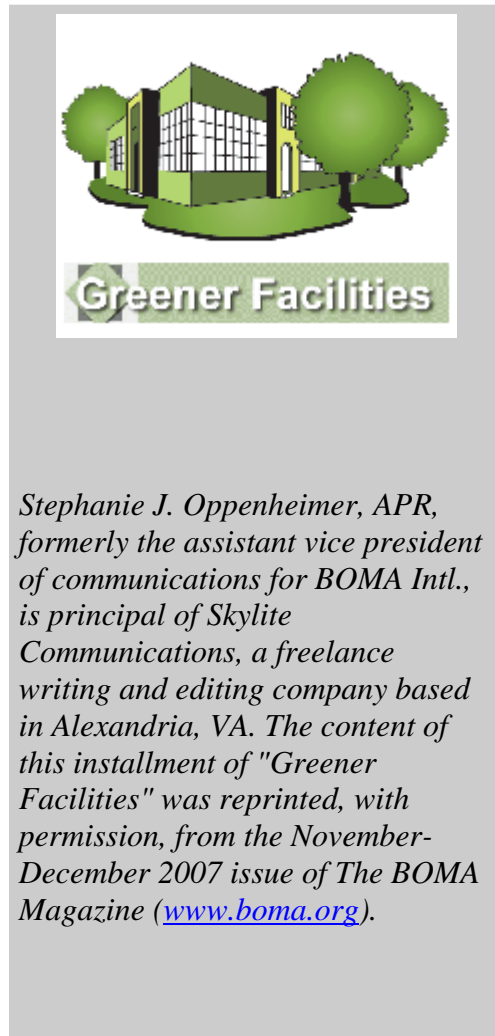 Greener Facilities
Stephanie J. Oppenheimer, APR,
formerly the assistant vice president
of communications for BOMA Intl.,
is principal of Skylite
Communications, a freelance
writing and editing company based
in Alexandria, VA. The content of
this installment of "Greener
Facilities" was reprinted, with
permission, from the November-
December 2007 issue of The BOMA
Magazine (www.boma.org).